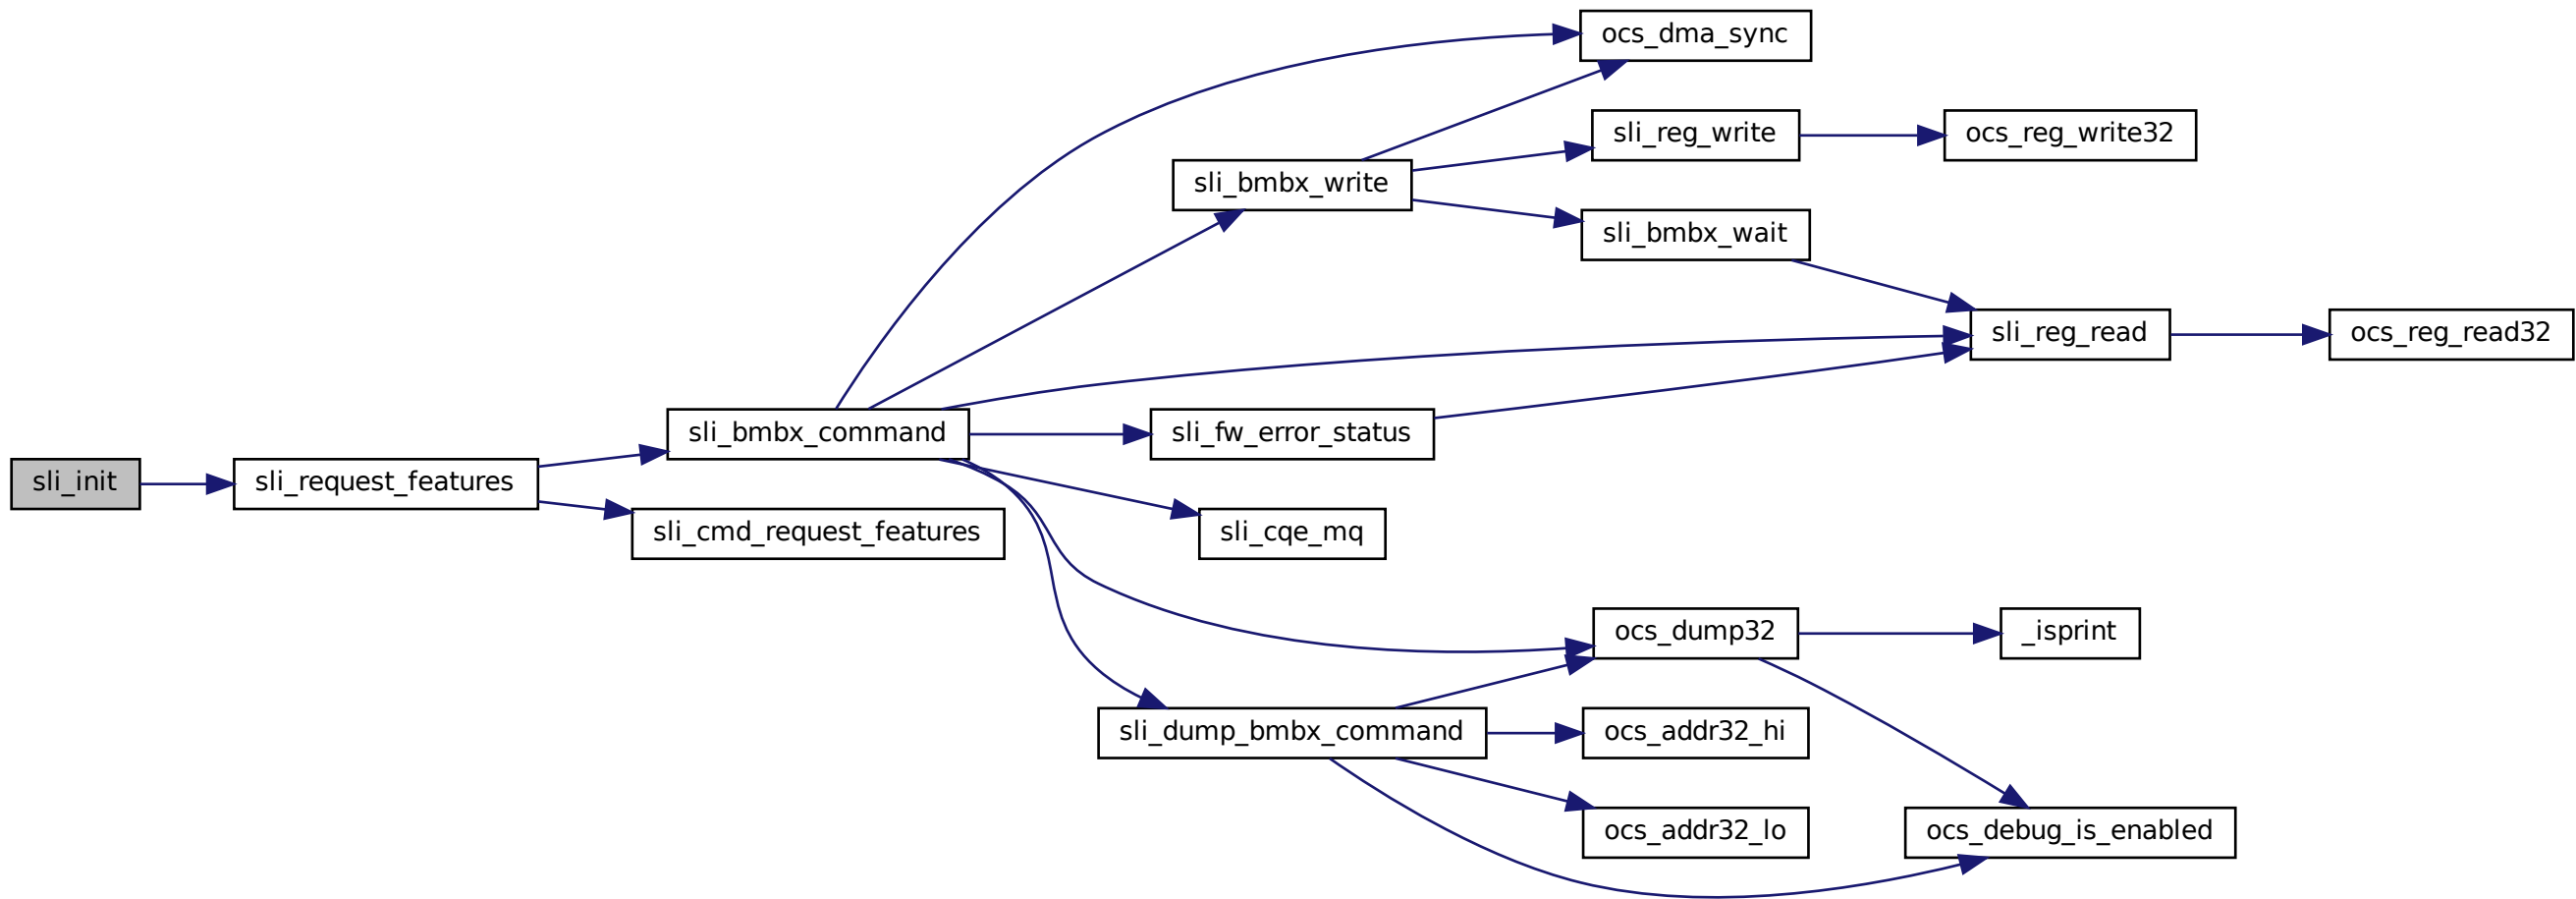 ocs_dma_sync
sli_reg_write
ocs_reg_write32
sli_bmbx_write
sli_bmbx_wait
sli_reg_read
ocs_reg_read32
sli_bmbx_command
sli_fw_error_status
sli_init
sli_request_features
sli_cmd_request_features
sli_cqe_mq
ocs_dump32
_isprint
sli_dump_bmbx_command
ocs_addr32_hi
ocs_addr32_lo
ocs_debug_is_enabled